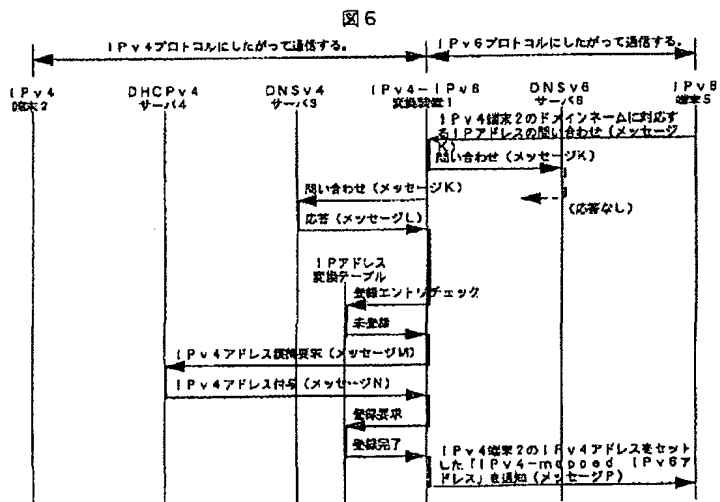 図6
IPv4プロトコルにしたがって通信する。
IPv6プロトコルにしたがって通信する。
IPv4
端末2
DHCPv4
サーバ4
DNSv4
サーバ3
IPv4-IPv6
変換装置1
DNSv6
サーバ6
IPv6
端末5
IPv4端末2のドメインネームに対応す
るIPアドレスの問い合わせ(メッセージ
K)
問い合わせ(メッセージK)
問い合わせ(メッセージK)
(応答なし)
応答(メッセージL)
IPアドレス
変換テーブル
登録エントリチェック
未登録
IPv4アドレス獲得要求(メッセージM)
IPv4アドレス付与(メッセージN)
登録要求
登録完了
IPv4端末2のIPv4アドレスをセット
した「IPv4-mapped IPv6ア
ドレス」を通知(メッセージP)